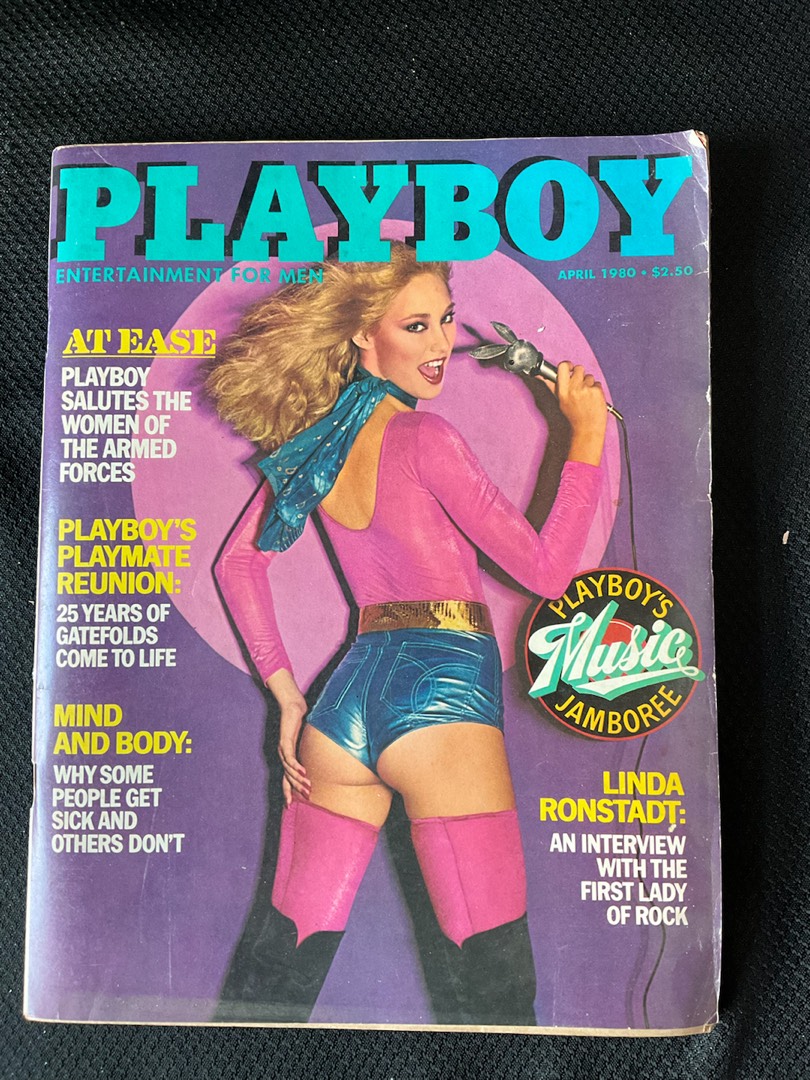 PLAYBOY
ENTERTAINMENT FOR MEN
APRIL 1980 • $2.50
AT EASE
PLAYBOY
SALUTES THE
WOMEN OF
THE ARMED
FORCES
PLAYBOY'S
PLAYMATE
REUNION:
25 YEARS OF
GATEFOLDS
COME TO LIFE
MIND
AND BODY:
WHY SOME
PEOPLE GET
SICK AND
OTHERS DON'T
PLAYBOY'S
Music
JAMBOREE
LINDA
RONSTADT:
AN INTERVIEW
WITH THE
FIRST LADY
OF ROCK